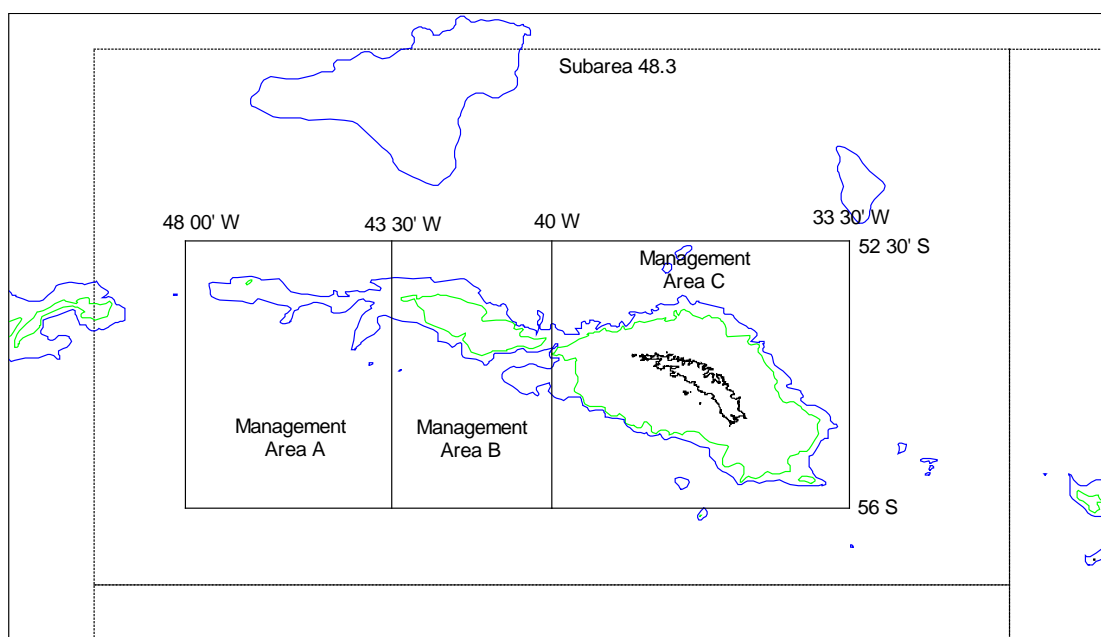 Subarea 48.3
48 00' W
43 30' W
40 W
33 30' W
52 30' S
Management
Area C
Management
Area A
Management
Area B
56 S